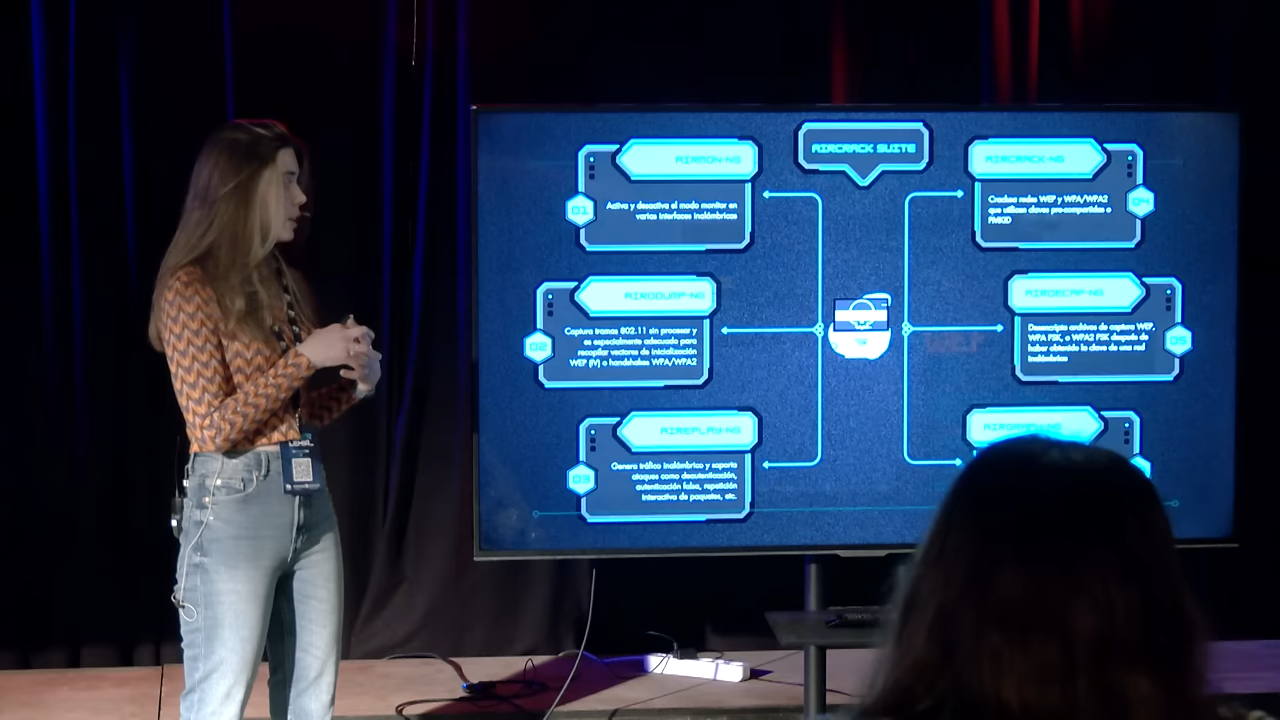 AIRCRACK SUITE
AIRMON-NG
01
Activa y desactiva el modo monitor en
varias interfaces inalámbricas
AIRODUMP-NG
02
Captura tramas 802.11 sin procesar y
es especialmente adecuado para
recopilar vectores de inicialización
WEP (IV) o handshakes WPA/WPA2
AIREPLAY-NG
03
Genera tráfico inalámbrico y soporta
ataques como deautenticación,
autenticación falsa, repetición
interactiva de paquetes, etc.
AIRCRACK-NG
04
Crackea redes WEP y WPA/WPA2
que utilizan claves pre-compartidas o
PMKID
AIRDECAP-NG
05
Desencripta archivos de captura WEP,
WPA PSK, o WPA2 PSK después de
haber obtenido la clave de una red
inalámbrica